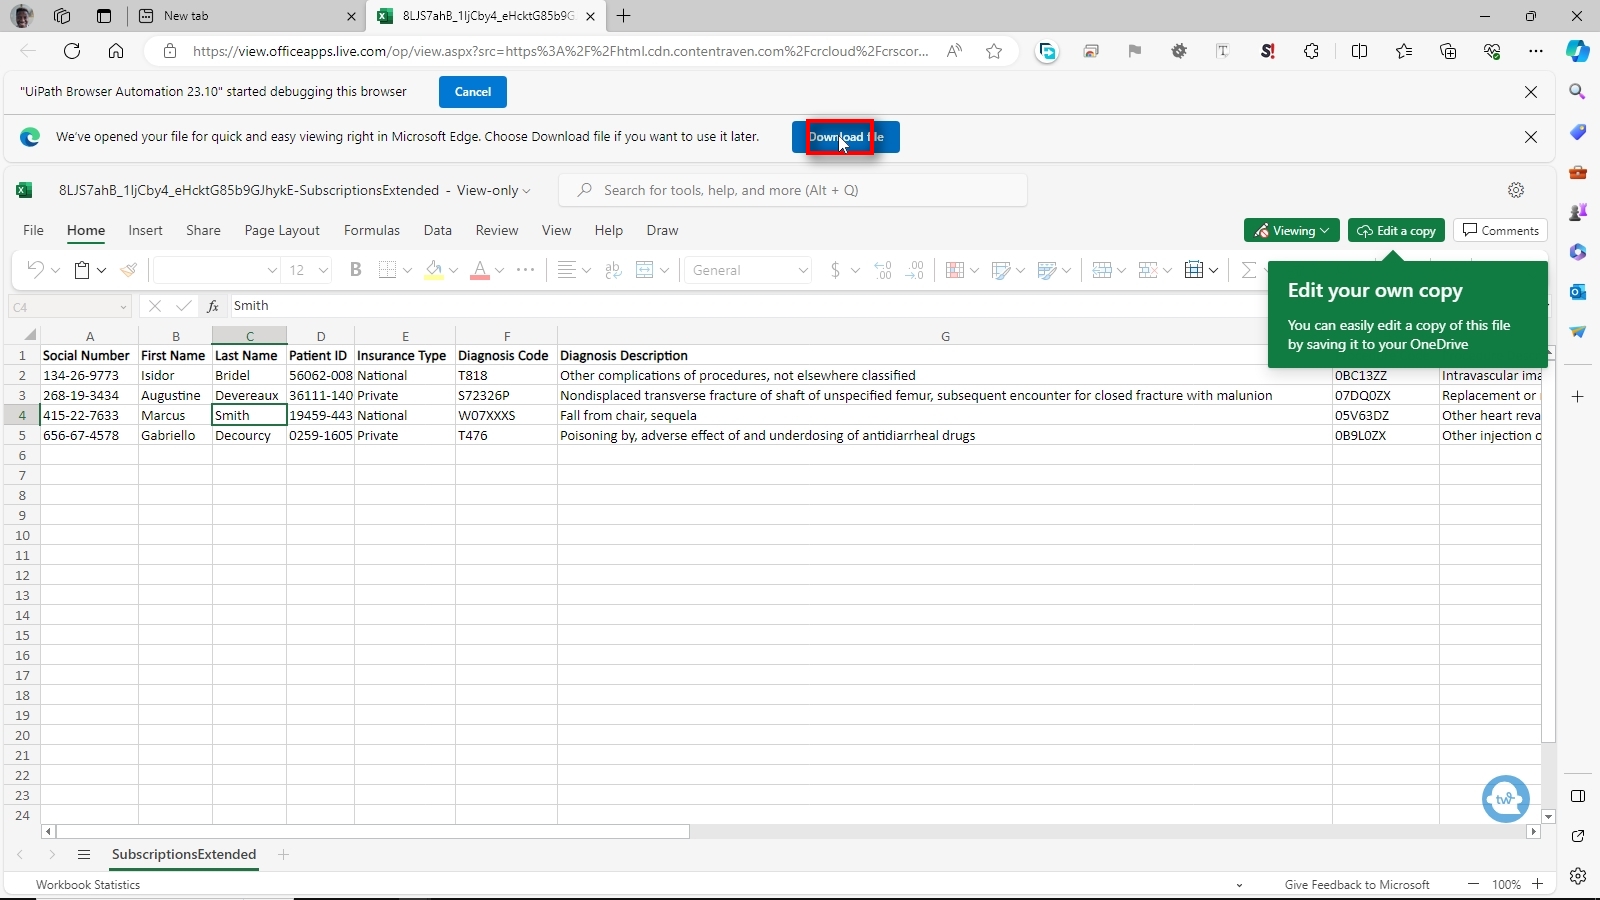 New tab
8LJS7ahB_1IjCby4_eHcktG85b9G
https://view.officeapps.live.com/op/view.aspx?src=https%3A%2F%2Fhtml.cdn.contentraven.com%2Fcrcloud%2Fcrscor...
"UiPath Browser Automation 23.10" started debugging this browser
Cancel
We've opened your file for quick and easy viewing right in Microsoft Edge. Choose Download file if you want to use it later.
Download file
8LJS7ahB_1IjCby4_eHcktG85b9GJhykE-SubscriptionsExtended - View-only
Search for tools, help, and more (Alt + Q)
File Home Insert Share Page Layout Formulas Data Review View Help Draw
Viewing Edit a copy Comments
12 B General $
Edit your own copy
You can easily edit a copy of this file
by saving it to your OneDrive
C4 fx Smith
A B C D E F G
1 Social Number First Name Last Name Patient ID Insurance Type Diagnosis Code Diagnosis Description
2 134-26-9773 Isidor Bridel 56062-008 National T818 Other complications of procedures, not elsewhere classified 0BC13ZZ Intravascular ima
3 268-19-3434 Augustine Devereaux 36111-140 Private S72326P Nondisplaced transverse fracture of shaft of unspecified femur, subsequent encounter for closed fracture with malunion 07DQ0ZX Replacement or
4 415-22-7633 Marcus Smith 19459-443 National W07XXXS Fall from chair, sequela 05V63DZ Other heart reva
5 656-67-4578 Gabriello Decourcy 0259-1605 Private T476 Poisoning by, adverse effect of and underdosing of antidiarrheal drugs 0B9L0ZX Other injection o
6
7
8
9
10
11
12
13
14
15
16
17
18
19
20
21
22
23
24
tw
SubscriptionsExtended
Workbook Statistics
Give Feedback to Microsoft
100%